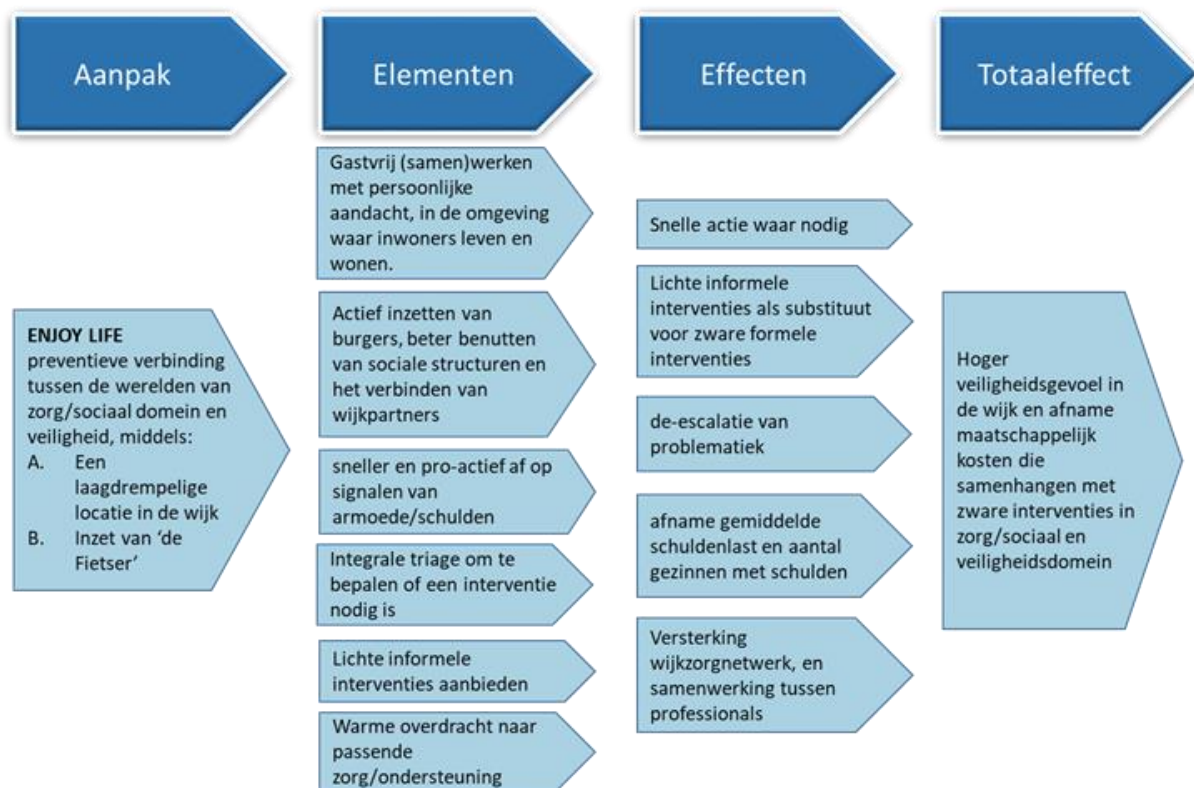 Aanpak
Elementen
Effecten
Totaaleffect
ENJOY LIFE
preventieve verbinding
tussen de werelden van
zorg/sociaal domein en
veiligheid, middels:
A. Een
laagdrempelige
locatie in de wijk
B. Inzet van ‘de
Fietser’
Gastvrij (samen)werken
met persoonlijke
aandacht, in de omgeving
waar inwoners leven en
wonen.
Actief inzetten van
burgers, beter benutten
van sociale structuren en
het verbinden van
wijkpartners
sneller en pro-actief af op
signalen van
armoede/schulden
Integrale triage om te
bepalen of een interventie
nodig is
Lichte informele
interventies aanbieden
Warme overdracht naar
passende
zorg/ondersteuning
Snelle actie waar nodig
Lichte informele
interventies als substituut
voor zware formele
interventies
de-escalatie van
problematiek
afname gemiddelde
schuldenlast en aantal
gezinnen met schulden
Versterking
wijkzorgnetwerk, en
samenwerking tussen
professionals
Hoger
veiligheidsgevoel in
de wijk en afname
maatschappelijk
kosten die
samenhangen met
zware interventies in
zorg/sociaal en
veiligheidsdomein